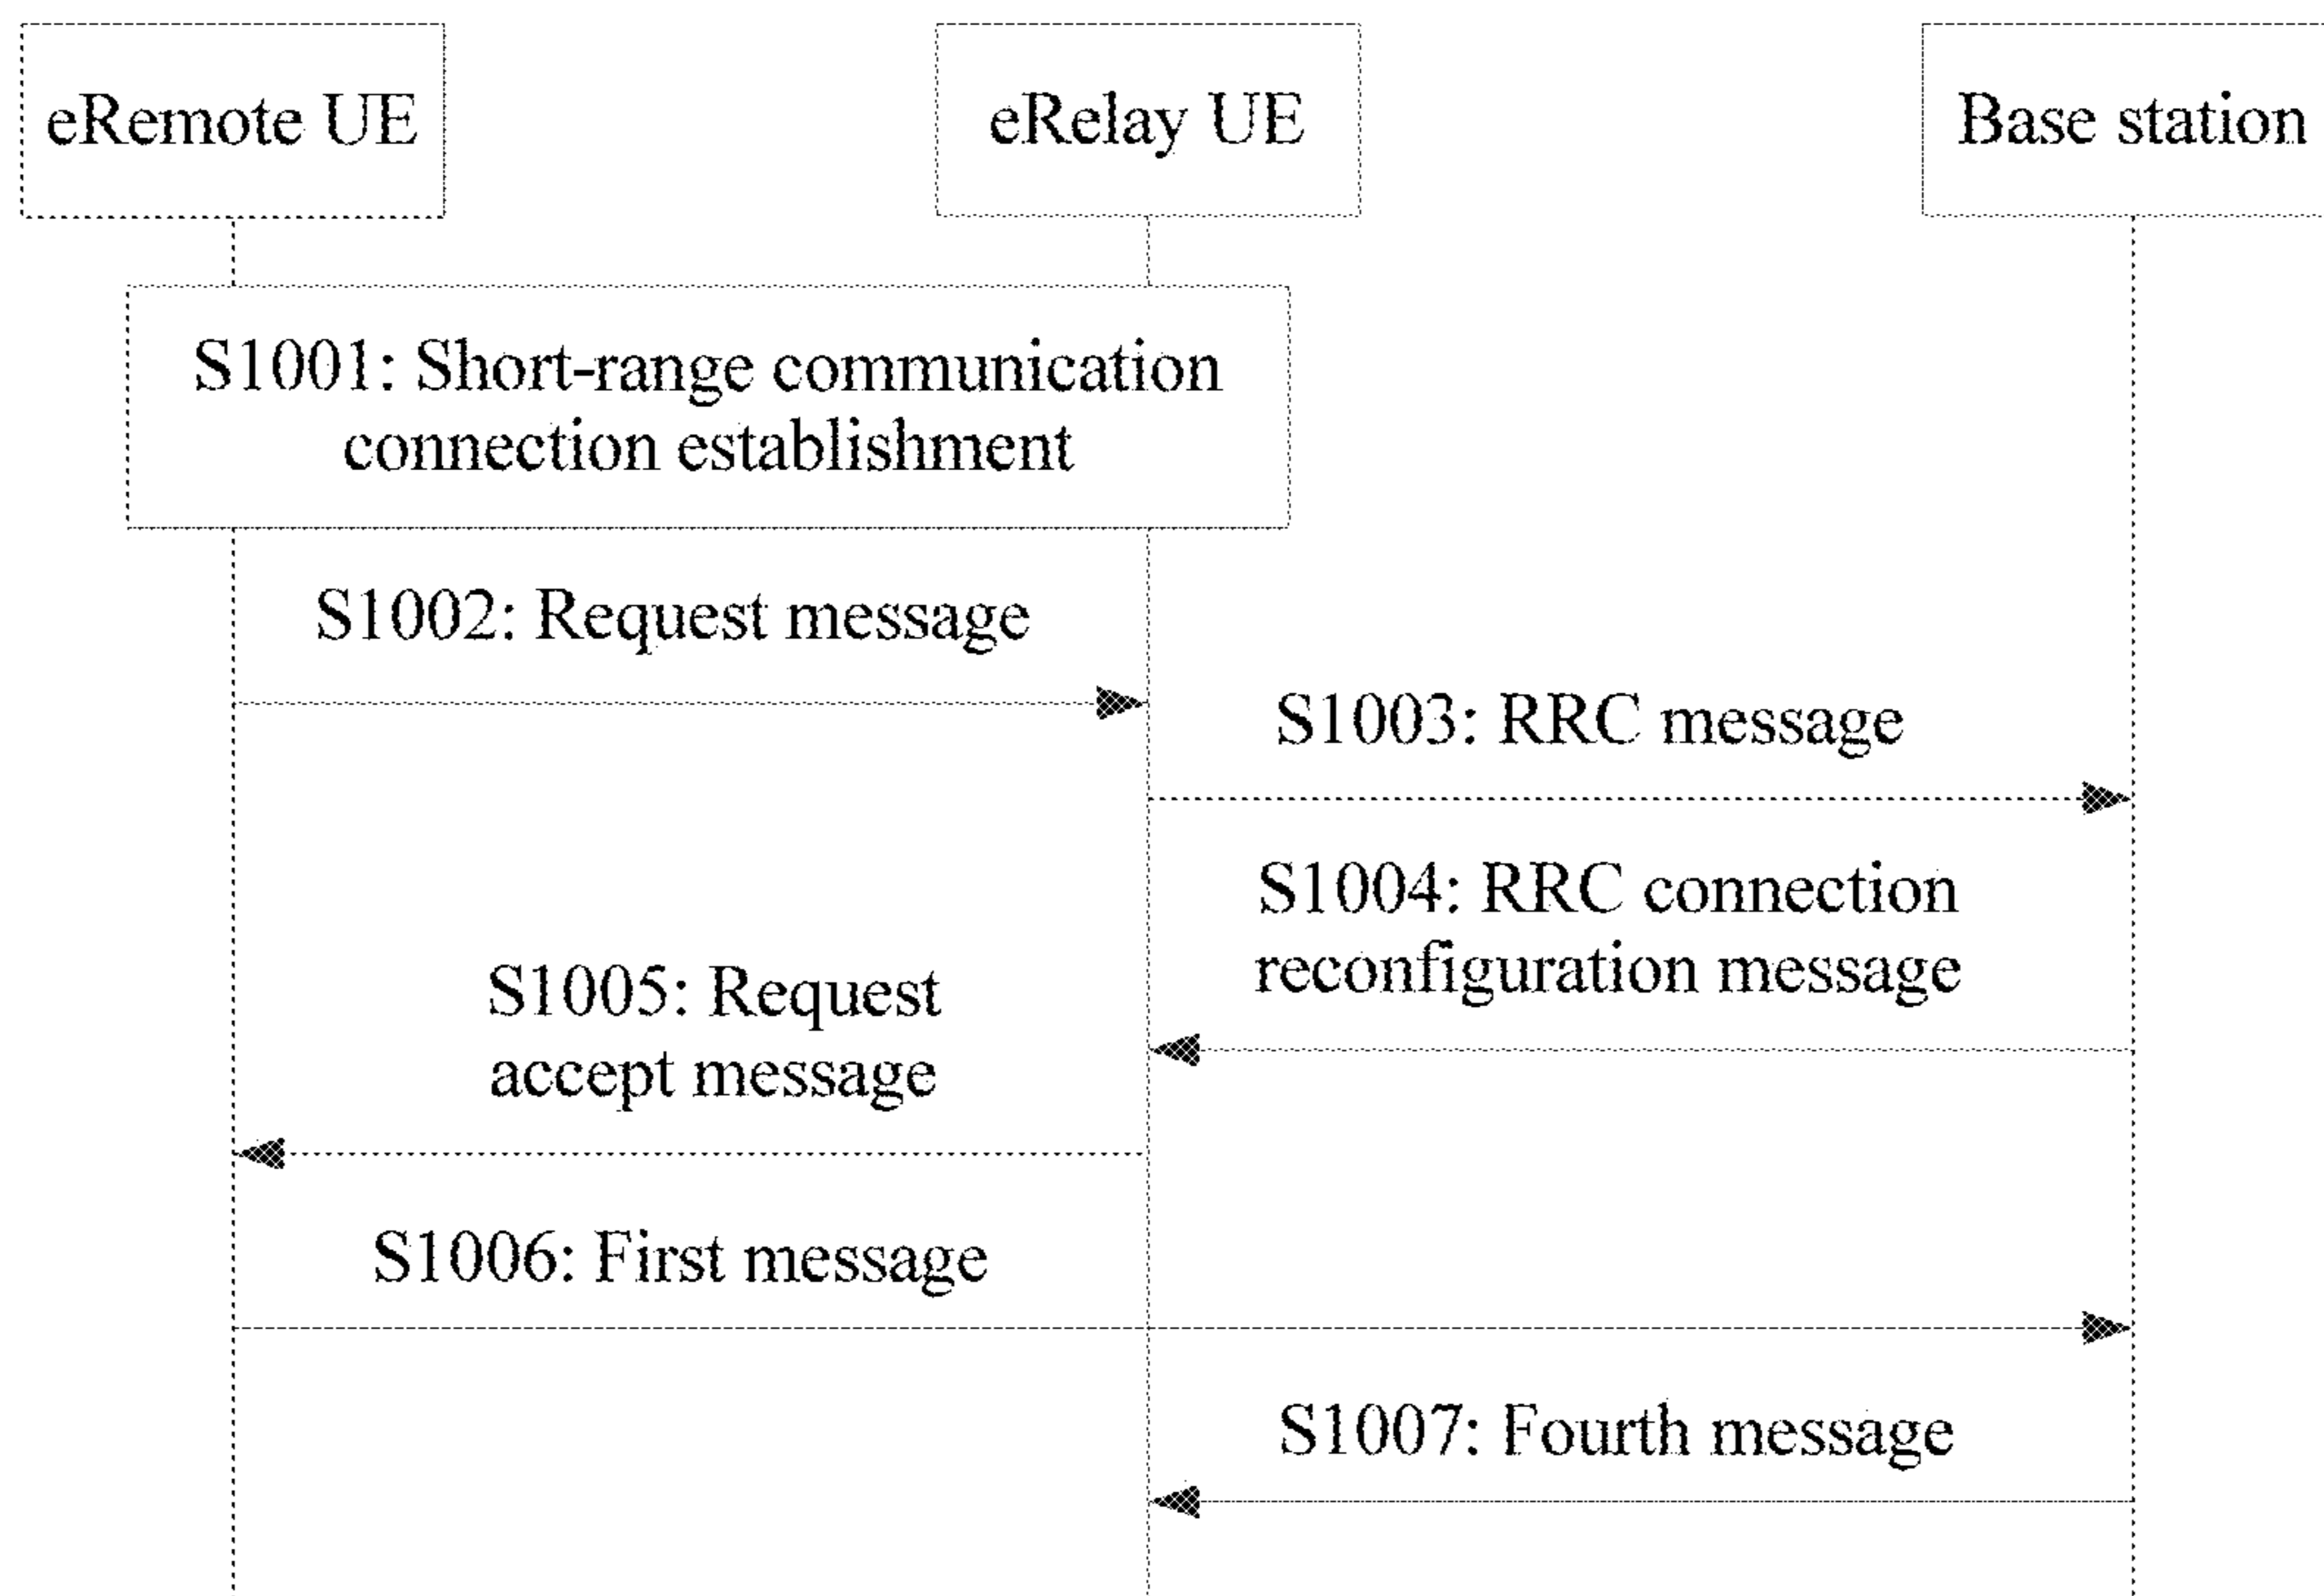 eRemote UE
eRelay UE
Base station
S1001: Short-range communication
connection establishment
S1002: Request message
S1003: RRC message
S1004: RRC connection
reconfiguration message
S1005: Request
accept message
S1006: First message
S1007: Fourth message